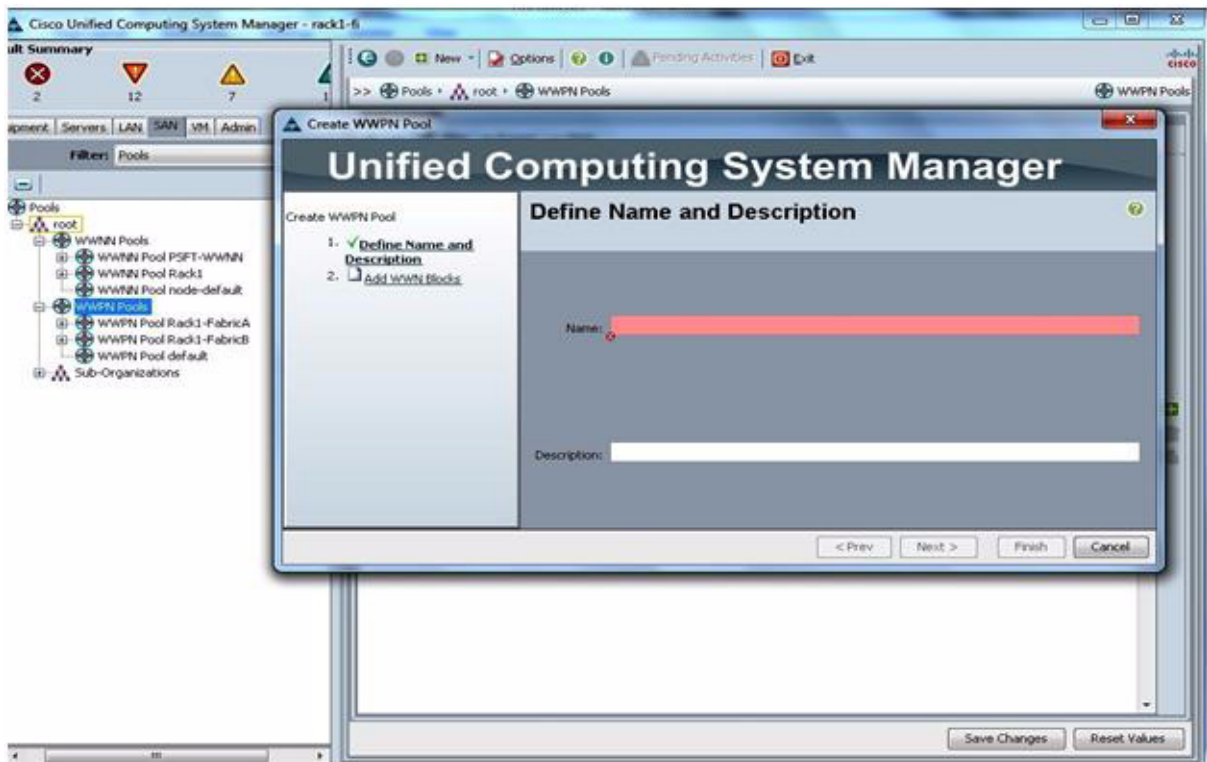 Cisco Unified Computing System Manager - rack1-fi
ult Summary
2 12 7 1
New Options Pending Activities Exit
cisco
>> Pools root WWPN Pools WWPN Pools
ipment Servers LAN SAN VM Admin
Filter: Pools
Pools
root
WWNN Pools
WWNN Pool PSFT-WWNN
WWNN Pool Rack1
WWNN Pool node-default
WWPN Pools
WWPN Pool Rack1-FabricA
WWPN Pool Rack1-FabricB
WWPN Pool default
Sub-Organizations
Create WWPN Pool
Unified Computing System Manager
Create WWPN Pool
1. Define Name and
Description
2. Add WWN Blocks
Define Name and Description
Name:
Description:
< Prev Next > Finish Cancel
Save Changes Reset Values